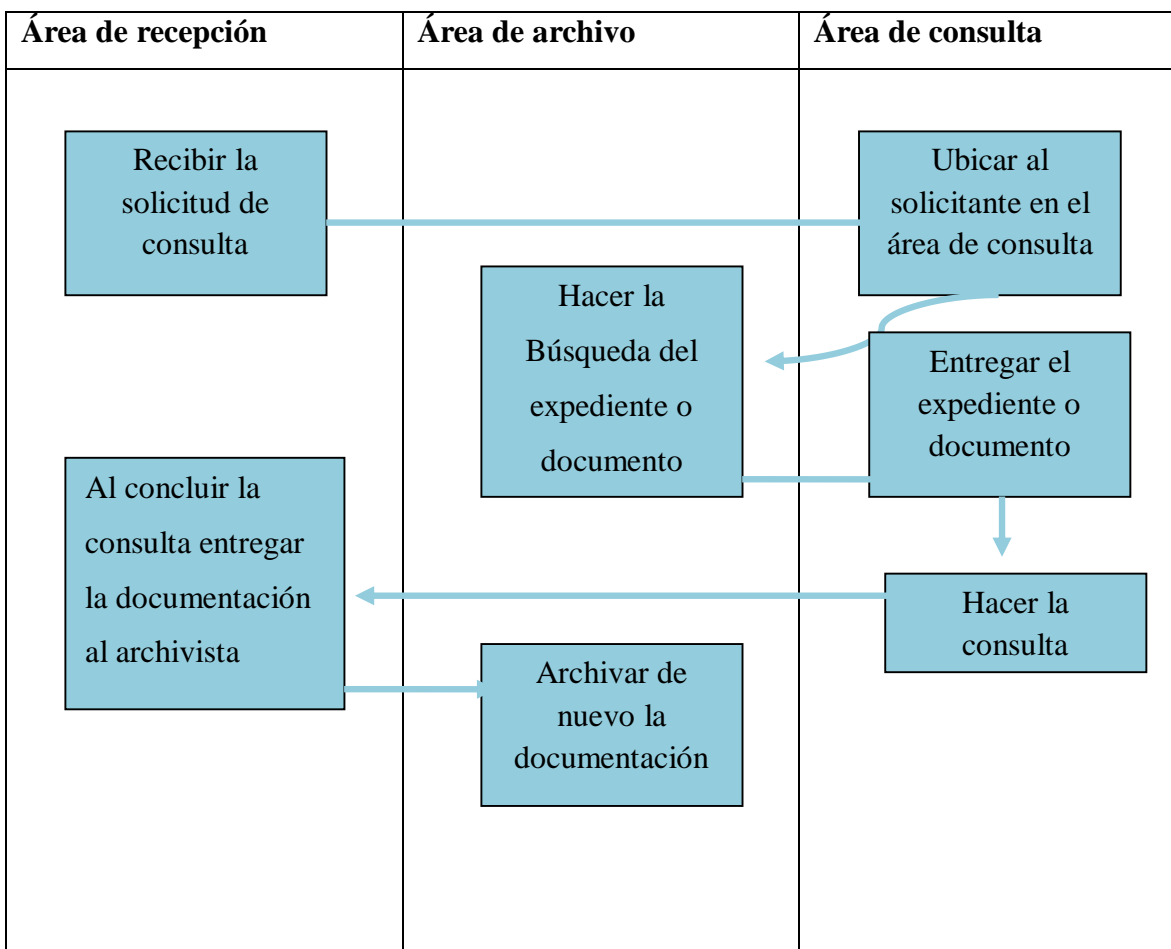 Área de recepción
Área de archivo
Área de consulta
Recibir la
solicitud de
consulta
Ubicar al
solicitante en el
área de consulta
Hacer la
Búsqueda del
expediente o
documento
Entregar el
expediente o
documento
Al concluir la
consulta entregar
la documentación
al archivista
Hacer la
consulta
Archivar de
nuevo la
documentación